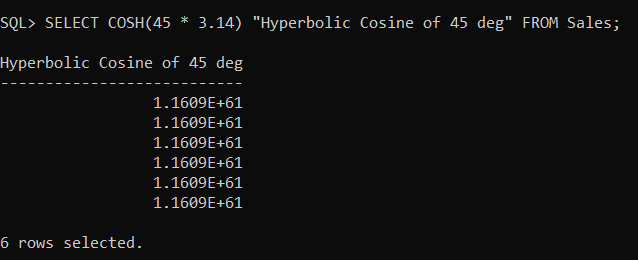 SQL> SELECT COSH(45 * 3.14) "Hyperbolic Cosine of 45 deg" FROM Sales;
Hyperbolic Cosine of 45 deg
---------------------------
1.1609E+61
1.1609E+61
1.1609E+61
1.1609E+61
1.1609E+61
1.1609E+61
6 rows selected.